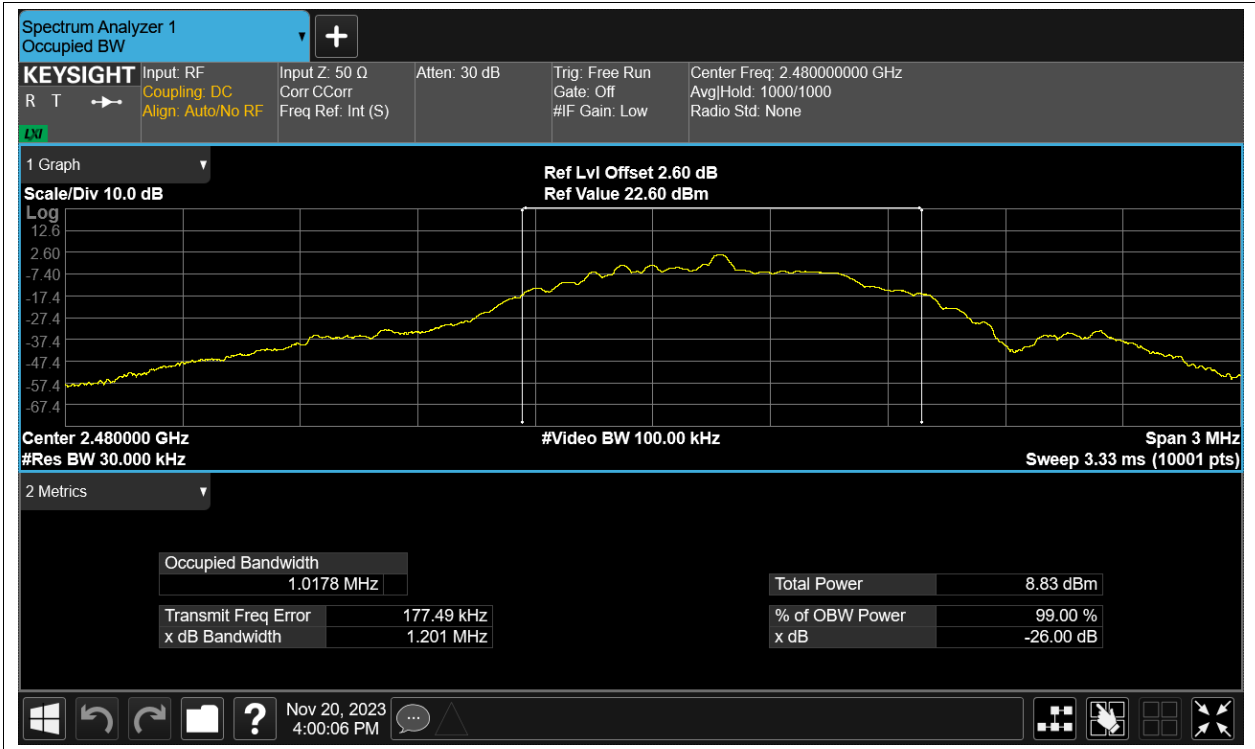 Spectrum Analyzer 1
Occupied BW
+
KEYSIGHT
R T
LXI
Input: RF
Coupling: DC
Align: Auto/No RF
Input Z: 50 Ω
Corr CCorr
Freq Ref: Int (S)
Atten: 30 dB
Trig: Free Run
Gate: Off
#IF Gain: Low
Center Freq: 2.480000000 GHz
Avg|Hold: 1000/1000
Radio Std: None
1 Graph
Scale/Div 10.0 dB
Ref Lvl Offset 2.60 dB
Ref Value 22.60 dBm
Log
12.6
2.60
-7.40
-17.4
-27.4
-37.4
-47.4
-57.4
-67.4
Center 2.480000 GHz
#Res BW 30.000 kHz
#Video BW 100.00 kHz
Span 3 MHz
Sweep 3.33 ms (10001 pts)
2 Metrics
Occupied Bandwidth
1.0178 MHz
Transmit Freq Error 177.49 kHz
x dB Bandwidth 1.201 MHz
Total Power 8.83 dBm
% of OBW Power 99.00 %
x dB -26.00 dB
?
Nov 20, 2023
4:00:06 PM